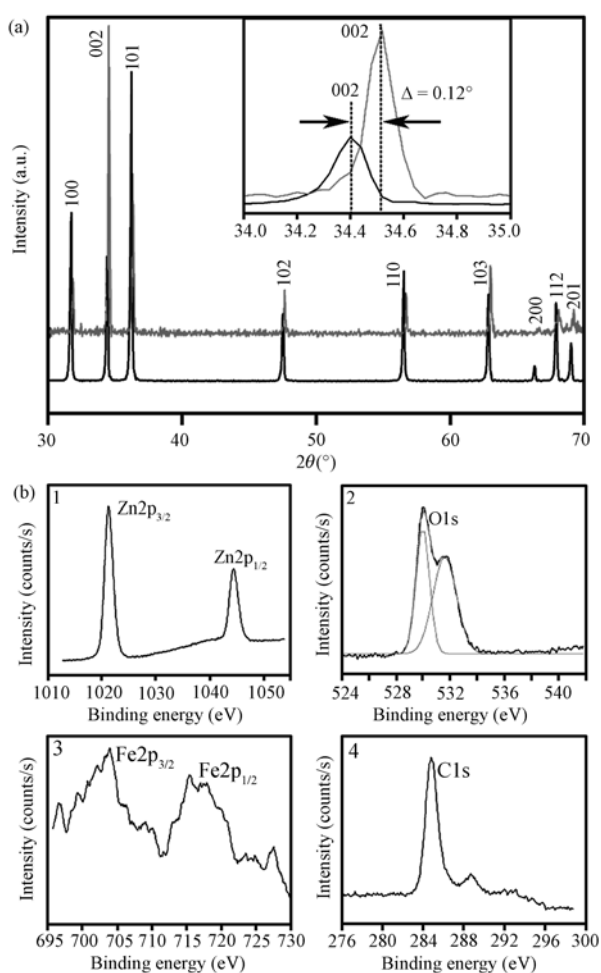 (a)
Intensity (a.u.)
100
002
101
102
110
103
200
112
201
002
002
Δ = 0.12°
34.0 34.2 34.4 34.6 34.8 35.0
30 40 50 60 70
2θ(°)
(b)
1
Zn2p3/2
Zn2p1/2
Intensity (counts/s)
1010 1020 1030 1040 1050
Binding energy (eV)
2
O1s
Intensity (counts/s)
524 528 532 536 540
Binding energy (eV)
3
Fe2p3/2
Fe2p1/2
Intensity (counts/s)
695 700 705 710 715 720 725 730
Binding energy (eV)
4
C1s
Intensity (counts/s)
276 280 284 288 292 296 300
Binding energy (eV)